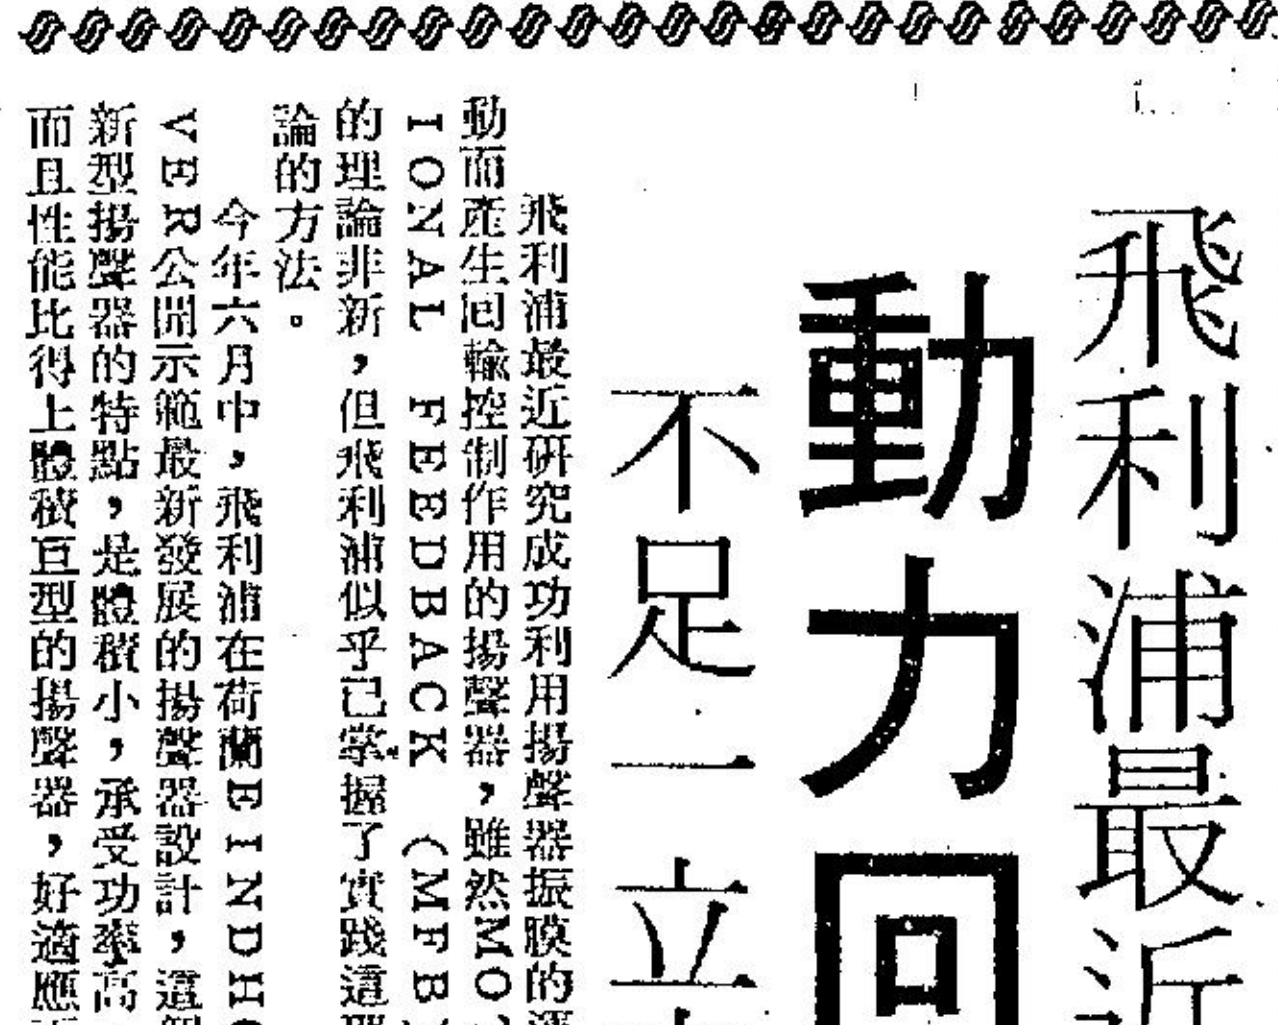 飛利浦最近
動力回
不足一立
飛利浦最近研究成功利用揚聲器振膜的運
動而產生回輸控制作用的揚聲器,雖然MO
IONAL FEEDBACK (MFB
的理論非新,但飛利浦似乎已掌握了實踐這
論的方法。
今年六月中,飛利浦在荷蘭EINDH
VER公開示範最新發展的揚聲器設計,這
新型揚聲器的特點,是體積小,承受功率高
而且性能比得上體積巨型的揚聲器,好適應